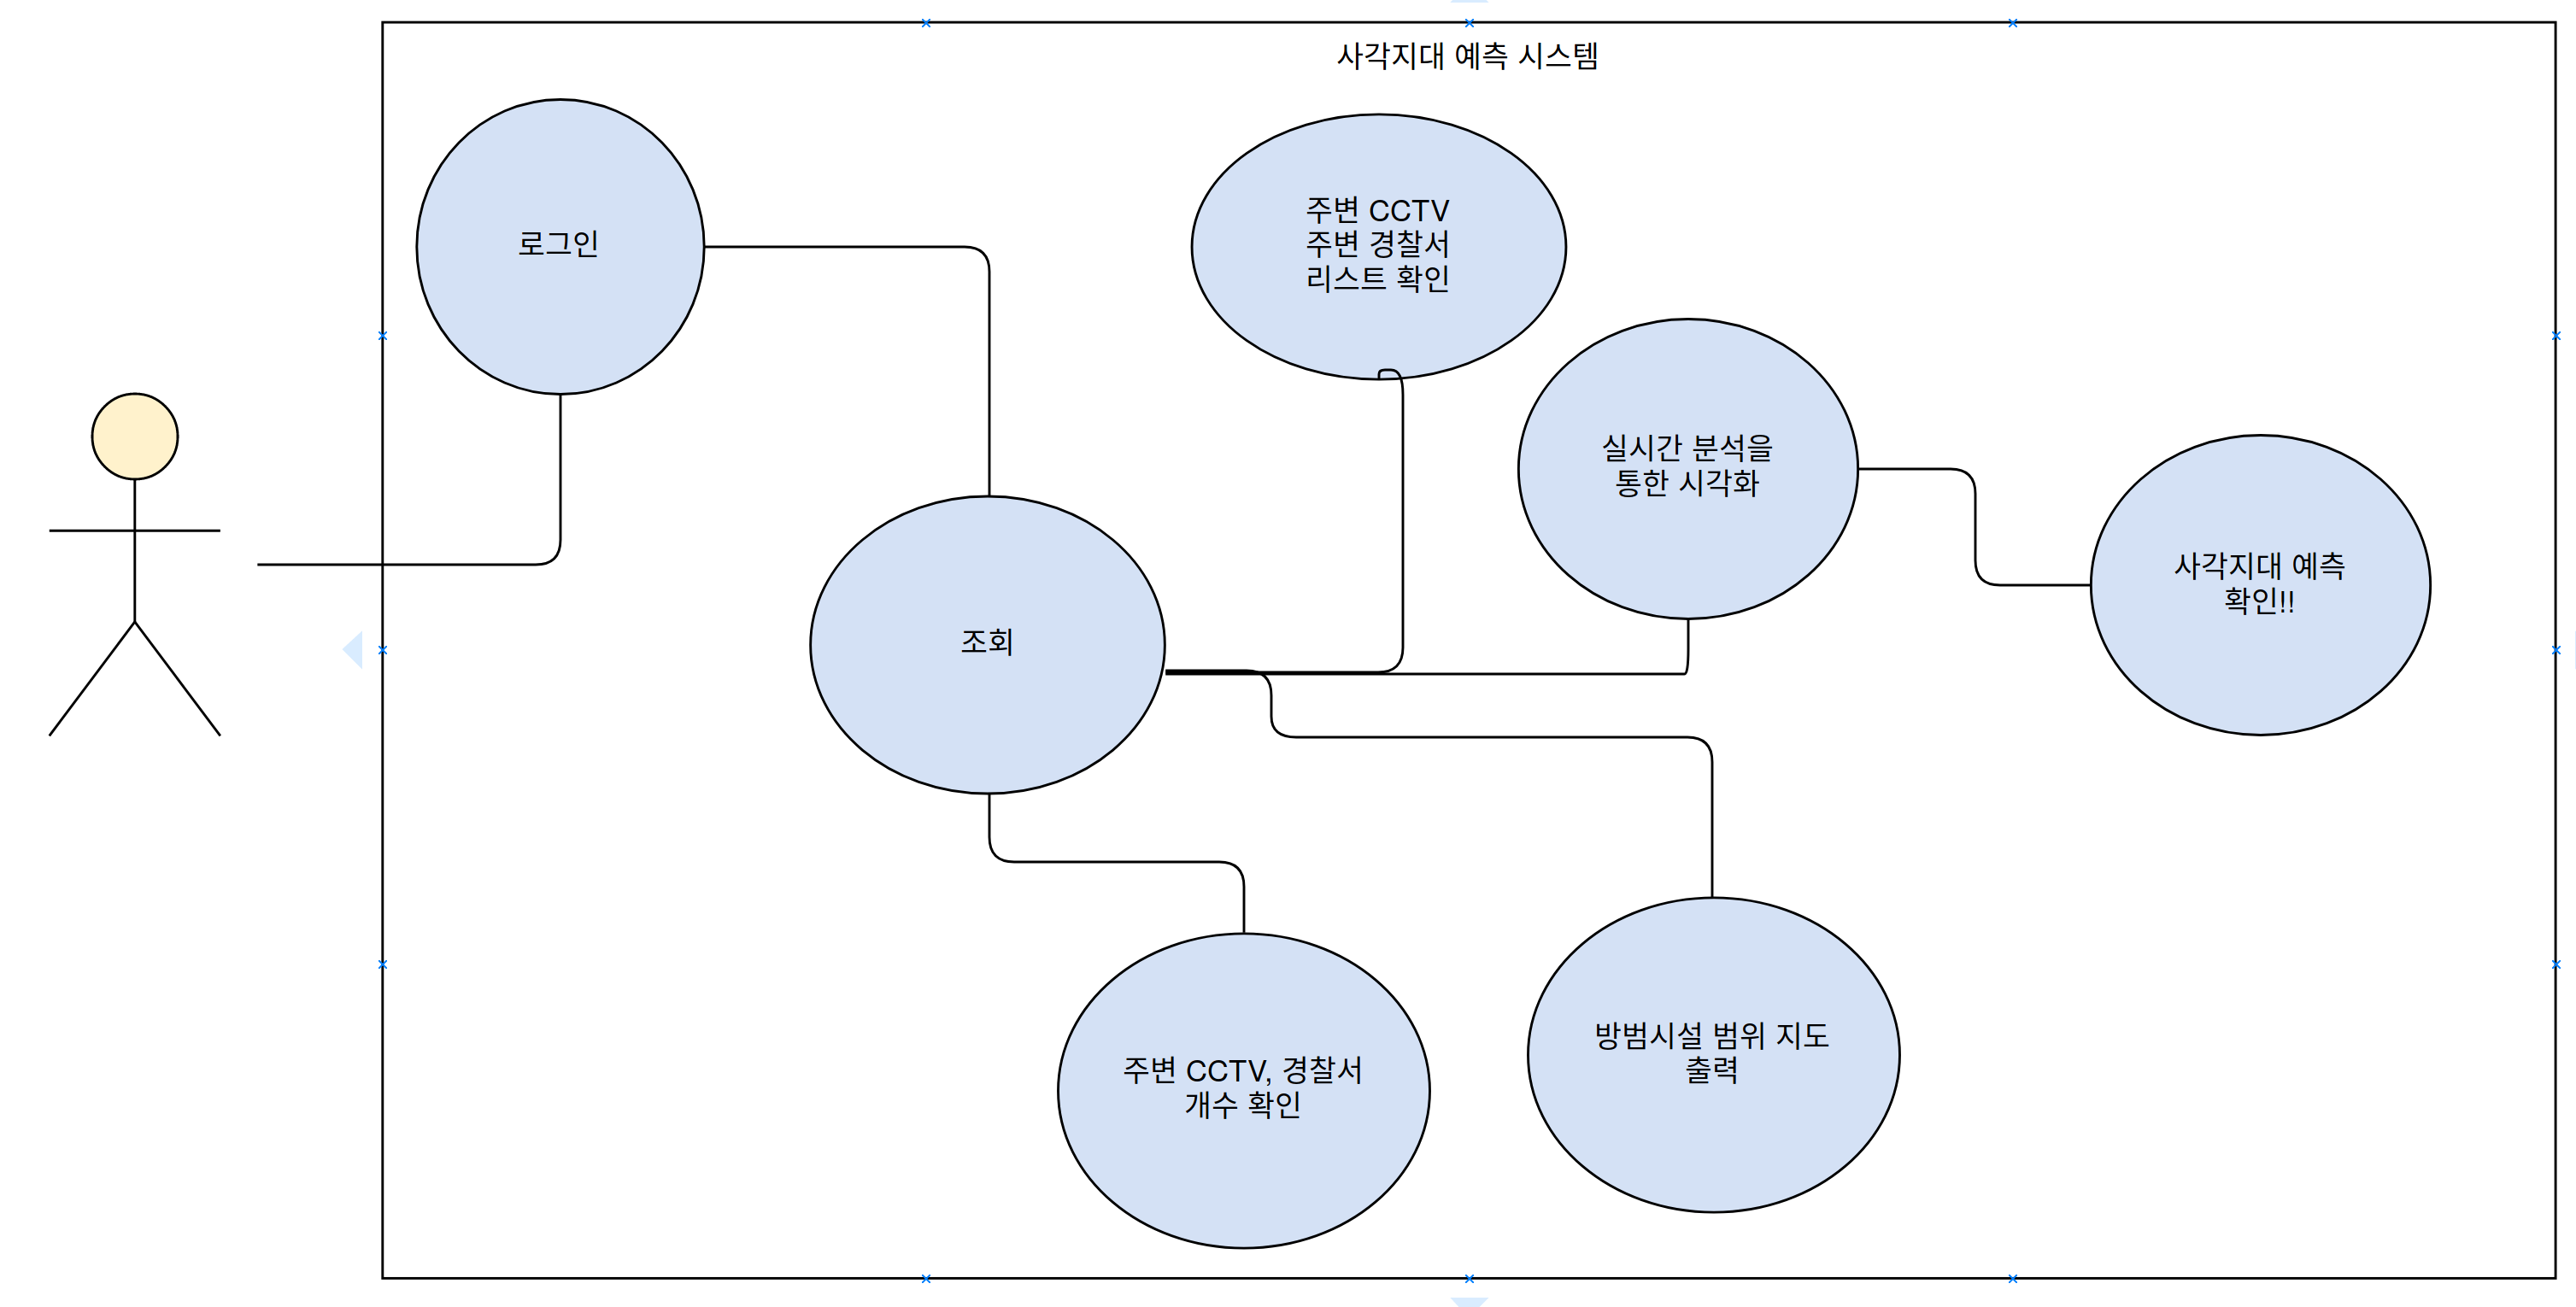 사각지대 예측 시스템
로그인
주변 CCTV
주변 경찰서
리스트 확인
실시간 분석을
통한 시각화
사각지대 예측
확인!!
조회
방범시설 범위 지도
출력
주변 CCTV, 경찰서
개수 확인